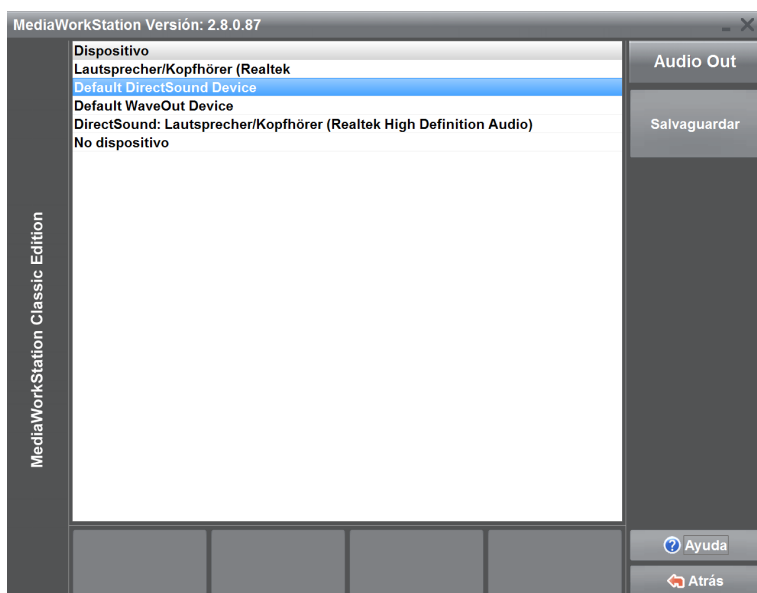 MediaWorkStation Versión: 2.8.0.87
Dispositivo
Lautsprecher/Kopfhörer (Realtek
Default DirectSound Device
Default WaveOut Device
DirectSound: Lautsprecher/Kopfhörer (Realtek High Definition Audio)
No dispositivo
Audio Out
Salvaguardar
MediaWorkStation Classic Edition
Ayuda
Atrás